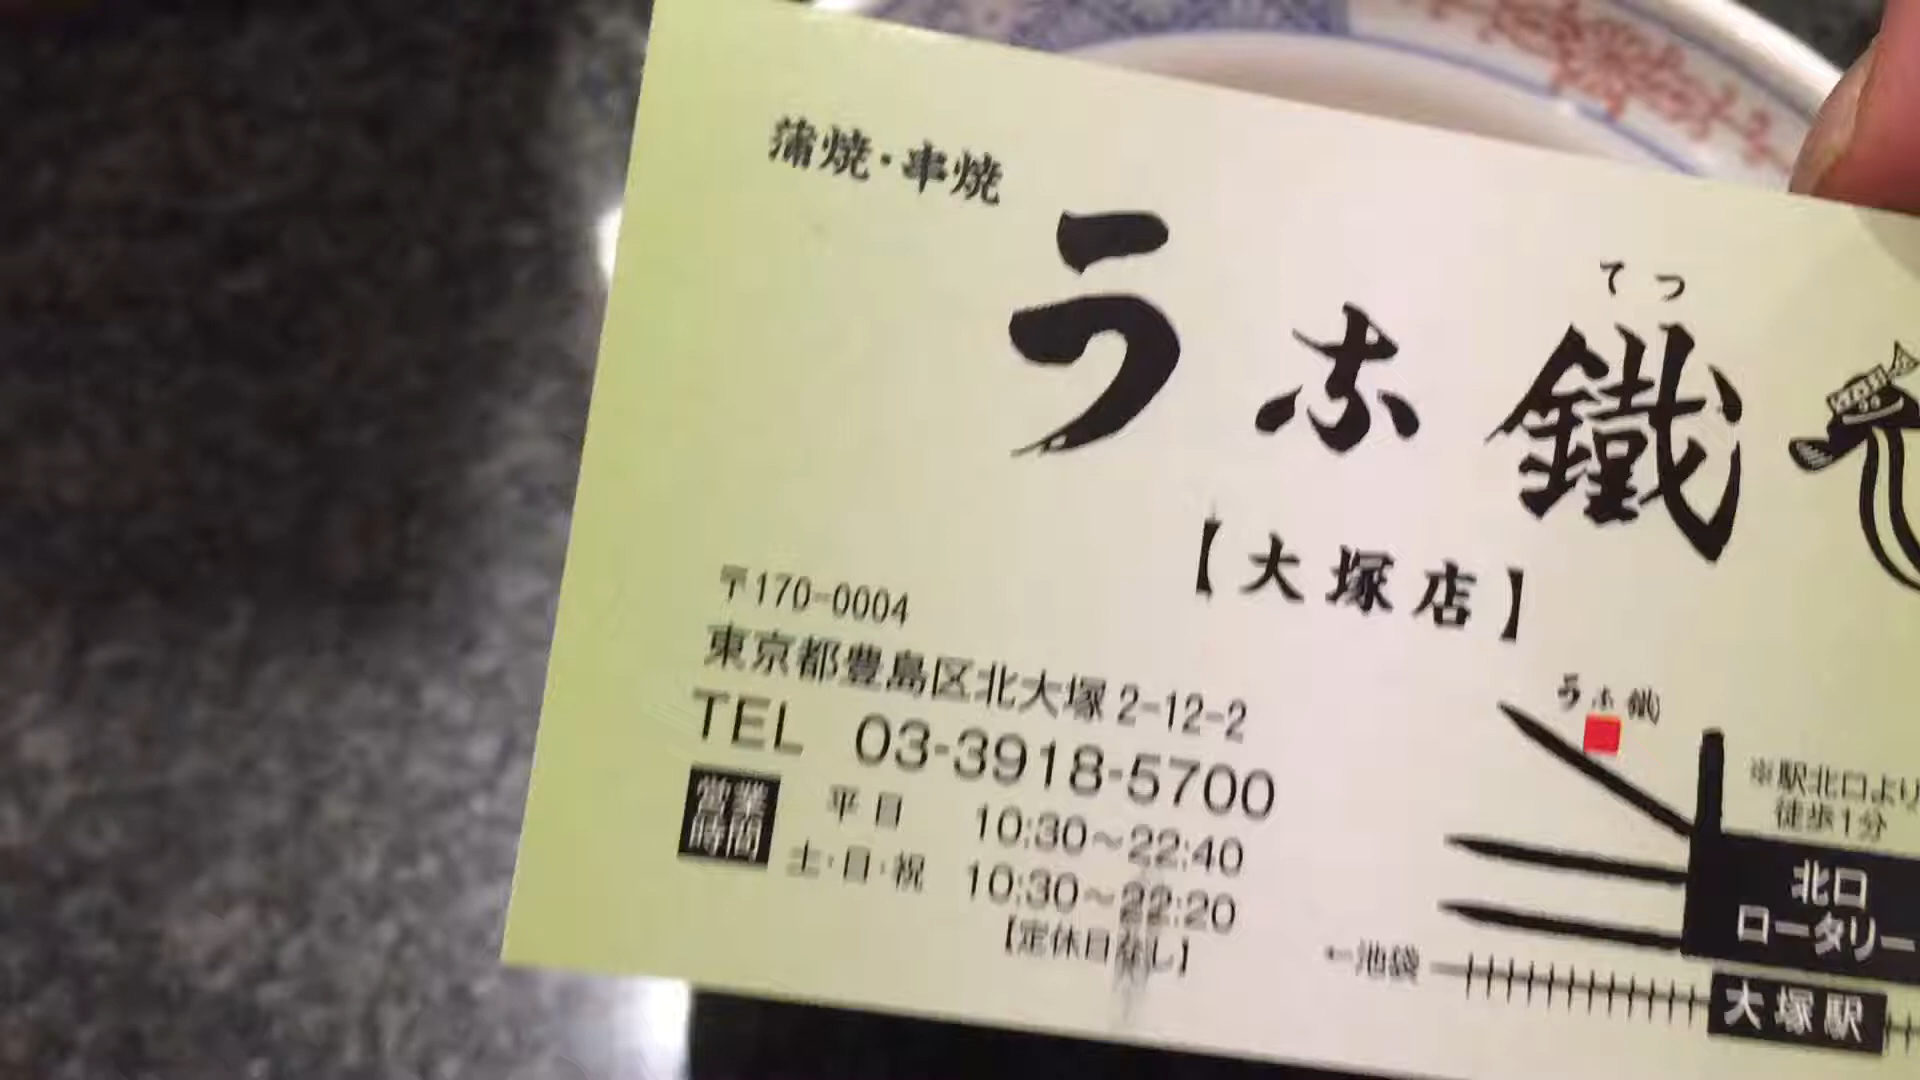 蒲焼・串焼
てつ
うな鐵
【大塚店】
〒170-0004
東京都豊島区北大塚2-12-2
TEL 03-3918-5700
営業時間
平日 10:30～22:40
土・日・祝 10:30～22:20
【定休日なし】
うな鐵
※駅北口より
徒歩1分
北口
ロータリー
←池袋
大塚駅